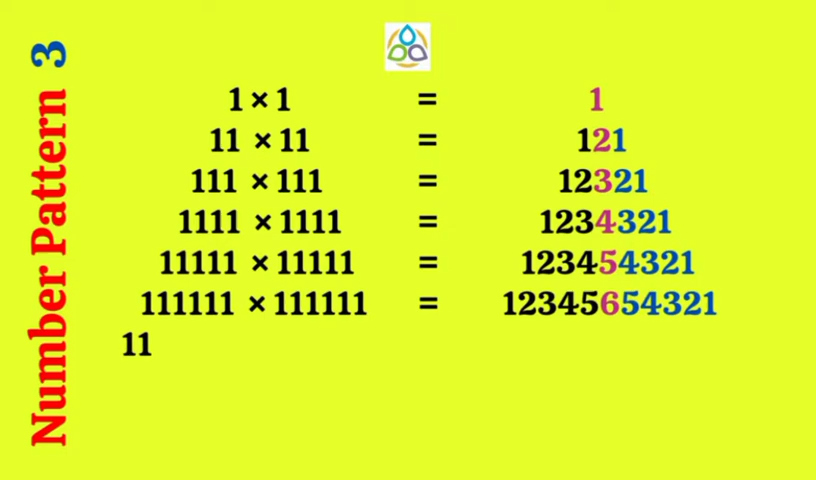 Number Pattern 3
1 × 1 = 1
11 × 11 = 121
111 × 111 = 12321
1111 × 1111 = 1234321
11111 × 11111 = 123454321
111111 × 111111 = 12345654321
11